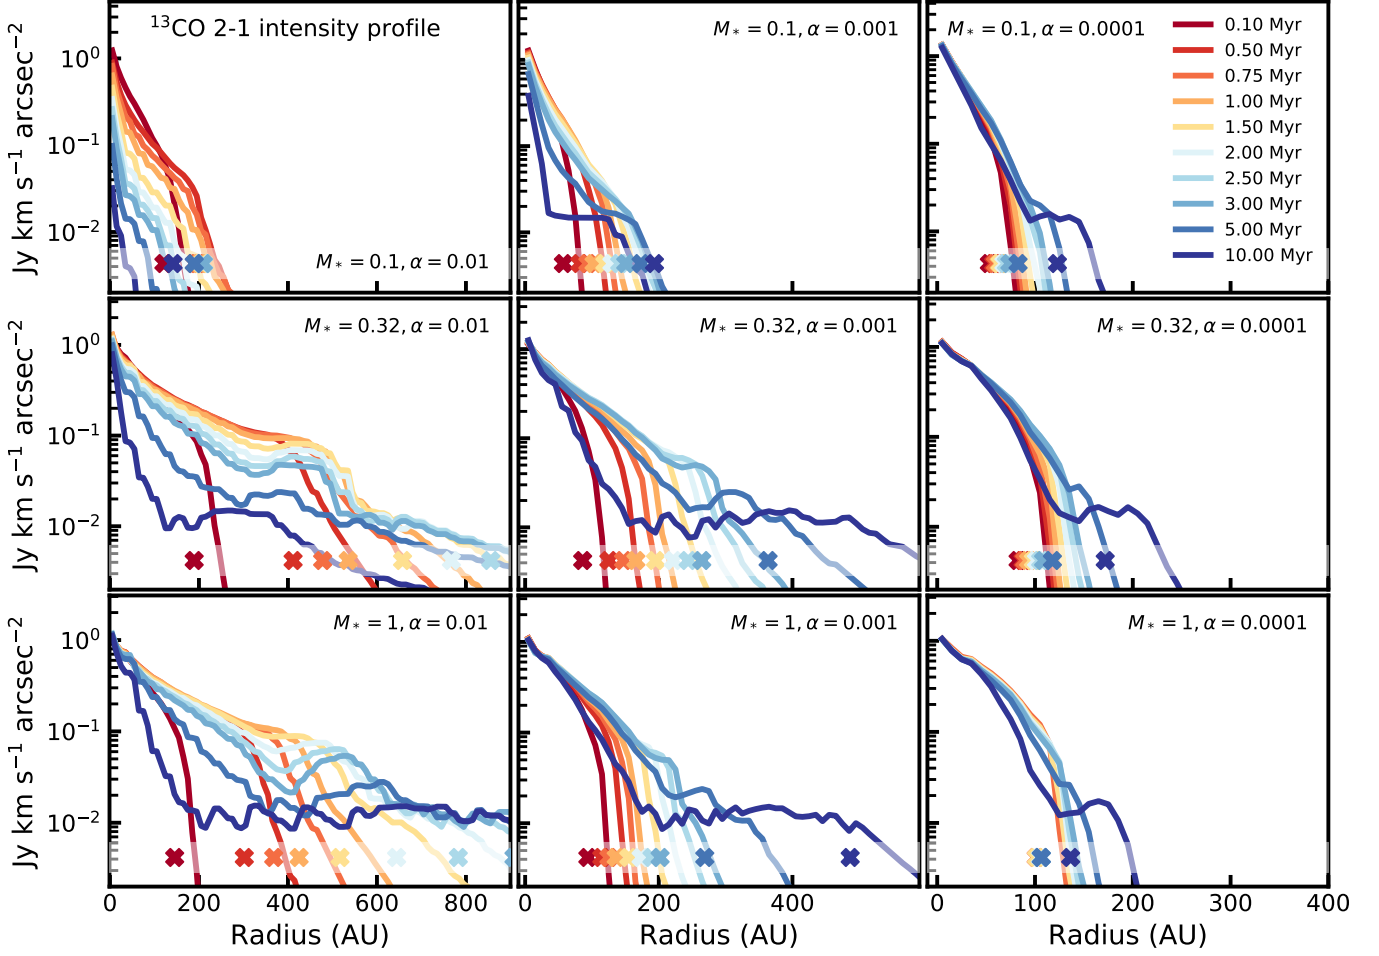 ¹³CO 2-1 intensity profile
M* = 0.1, α = 0.01
M* = 0.1, α = 0.001
M* = 0.1, α = 0.0001
0.10 Myr
0.50 Myr
0.75 Myr
1.00 Myr
1.50 Myr
2.00 Myr
2.50 Myr
3.00 Myr
5.00 Myr
10.00 Myr
Jy km s⁻¹ arcsec⁻²
10⁰
10⁻¹
10⁻²
M* = 0.32, α = 0.01
M* = 0.32, α = 0.001
M* = 0.32, α = 0.0001
Jy km s⁻¹ arcsec⁻²
10⁰
10⁻¹
10⁻²
M* = 1, α = 0.01
M* = 1, α = 0.001
M* = 1, α = 0.0001
Jy km s⁻¹ arcsec⁻²
10⁰
10⁻¹
10⁻²
0 200 400 600 800
0 200 400
0 100 200 300 400
Radius (AU)
Radius (AU)
Radius (AU)